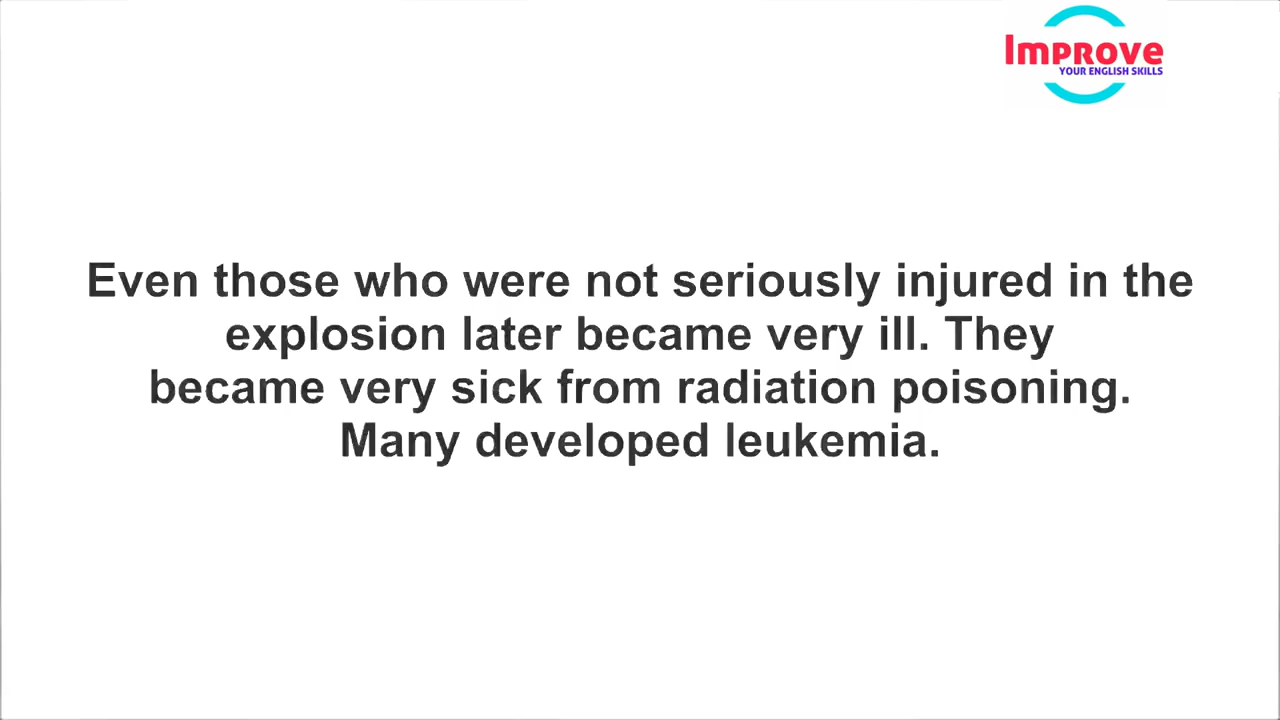 Improve
YOUR ENGLISH SKILLS
Even those who were not seriously injured in the
explosion later became very ill. They
became very sick from radiation poisoning.
Many developed leukemia.